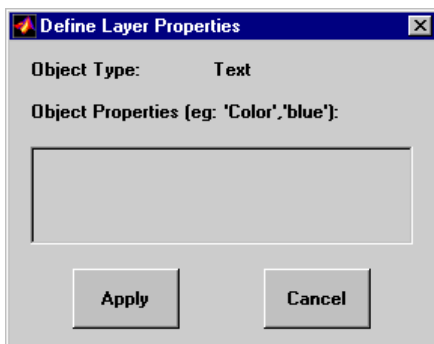 Define Layer Properties
Object Type: Text
Object Properties (eg: 'Color','blue'):
Apply Cancel